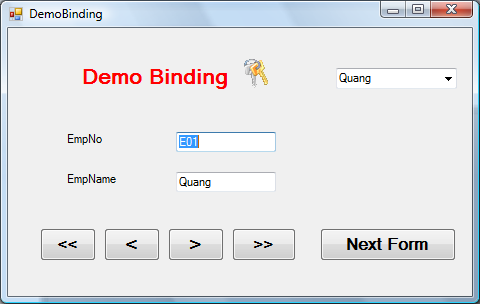 DemoBinding
Demo Binding
Quang
EmpNo
E01
EmpName
Quang
<< < > >> Next Form